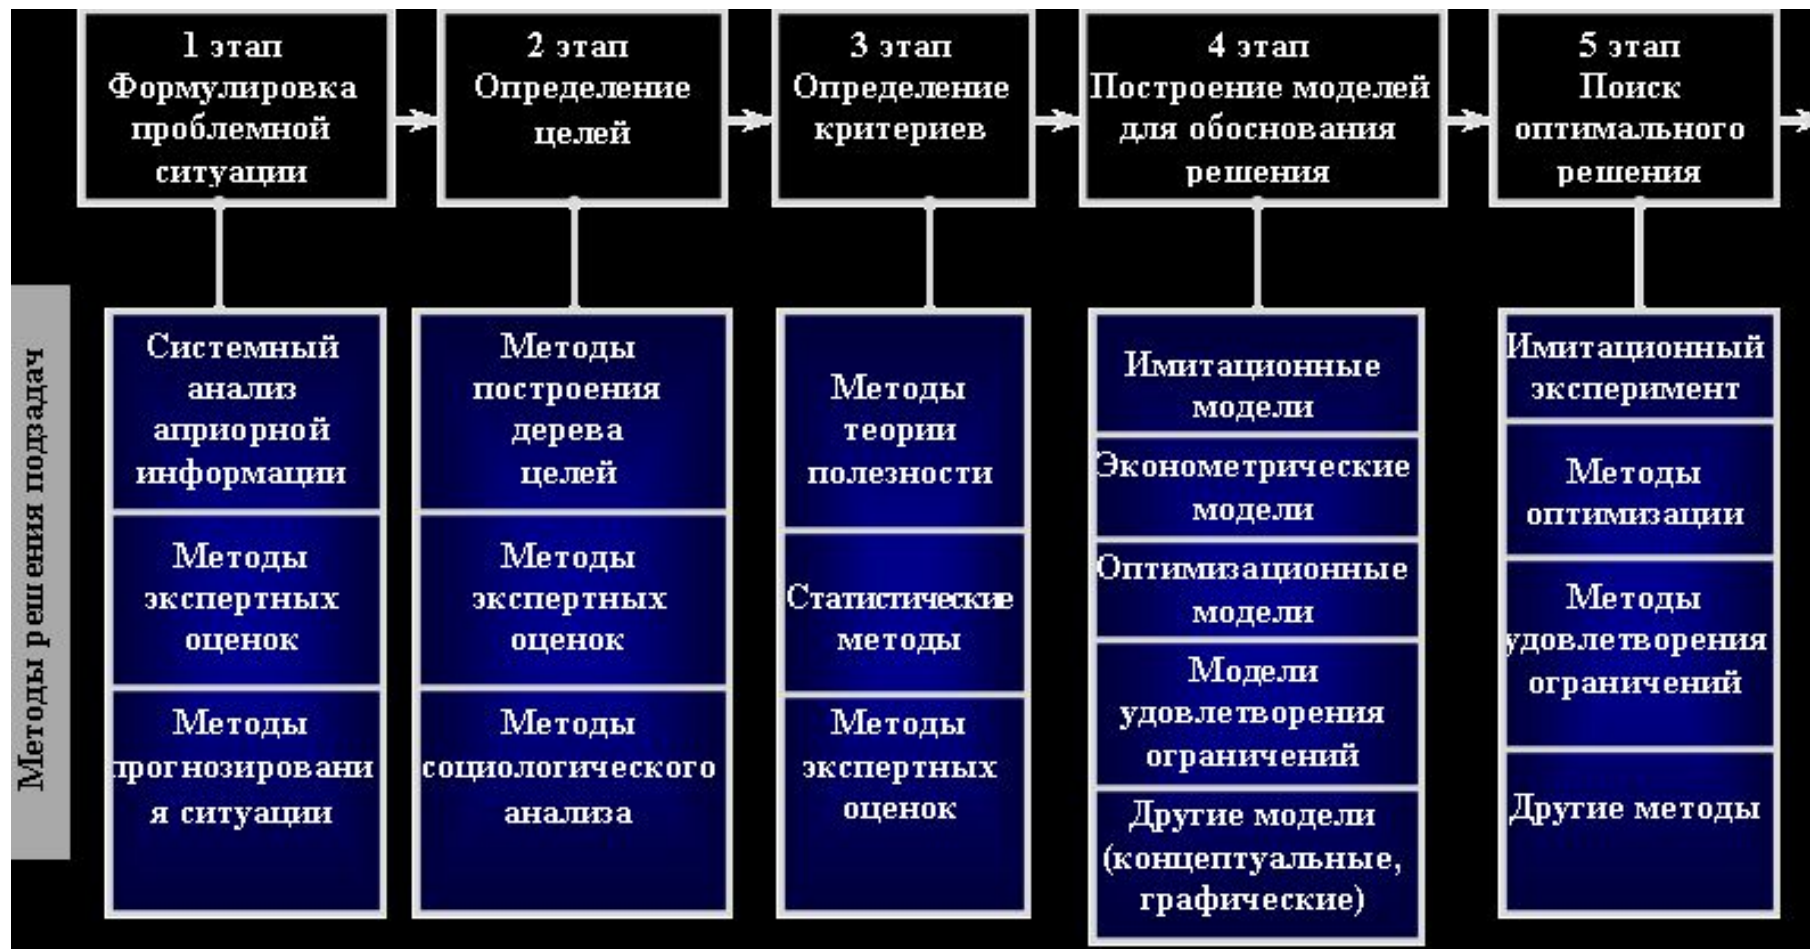 1 этап
Формулировка
проблемной
ситуации
2 этап
Определение
целей
3 этап
Определение
критериев
4 этап
Построение моделей
для обоснования
решения
5 этап
Поиск
оптимального
решения
Методы решения подзадач
Системный
анализ
априорной
информации
Методы
экспертных
оценок
Методы
прогнозировани
я ситуации
Методы
построения
дерева
целей
Методы
экспертных
оценок
Методы
социологического
анализа
Методы
теории
полезности
Статистические
методы
Методы
экспертных
оценок
Имитационные
модели
Эконометрические
модели
Оптимизационные
модели
Модели
удовлетворения
ограничений
Другие модели
(концептуальные,
графические)
Имитационный
эксперимент
Методы
оптимизации
Методы
удовлетворения
ограничений
Другие методы